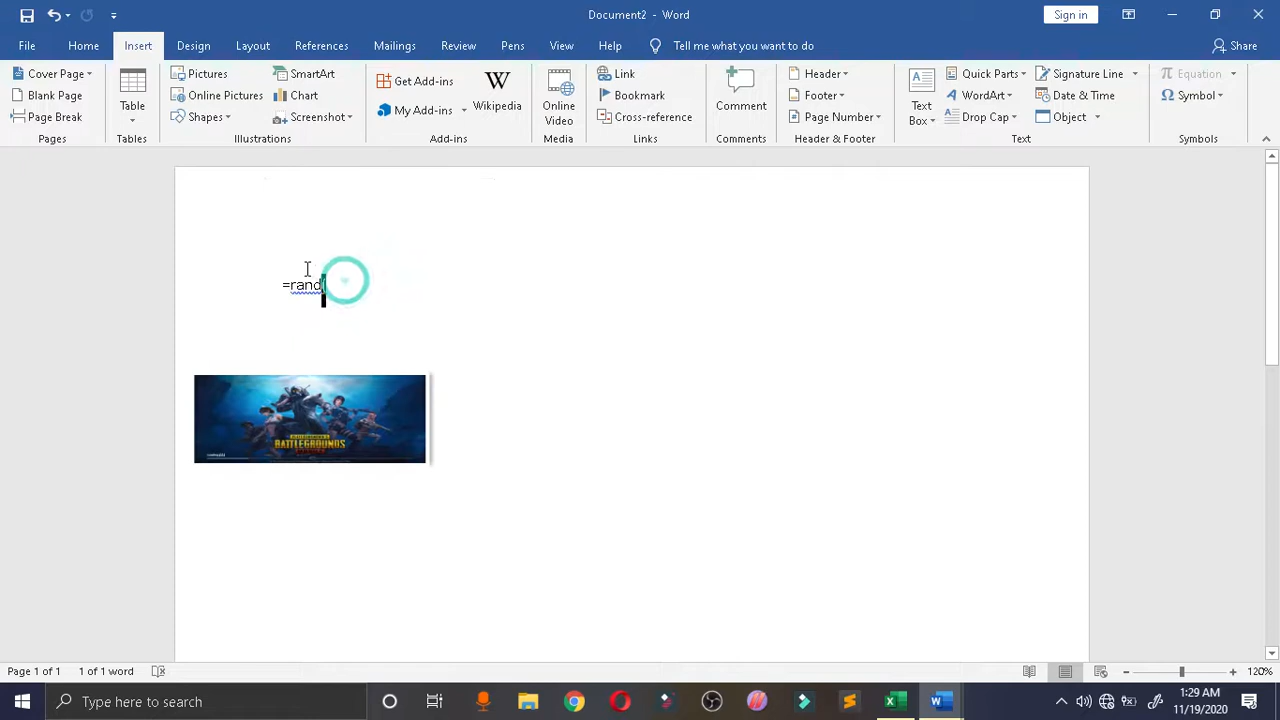 Document2 - Word
Sign in
File Home Insert Design Layout References Mailings Review Pens View Help Tell me what you want to do Share
Cover Page
Blank Page
Page Break
Pages
Table
Tables
Pictures
Online Pictures
Shapes
SmartArt
Chart
Screenshot
Illustrations
Get Add-ins
My Add-ins
W
Wikipedia
Add-ins
Online
Video
Media
Link
Bookmark
Cross-reference
Links
Comment
Comments
Header
Footer
Page Number
Header & Footer
Text
Box
Quick Parts
WordArt
Drop Cap
Signature Line
Date & Time
Object
Text
Equation
Symbol
Symbols
=rand(
BATTLEGROUNDS
Page 1 of 1 1 of 1 word 120%
Type here to search
1:29 AM
11/19/2020